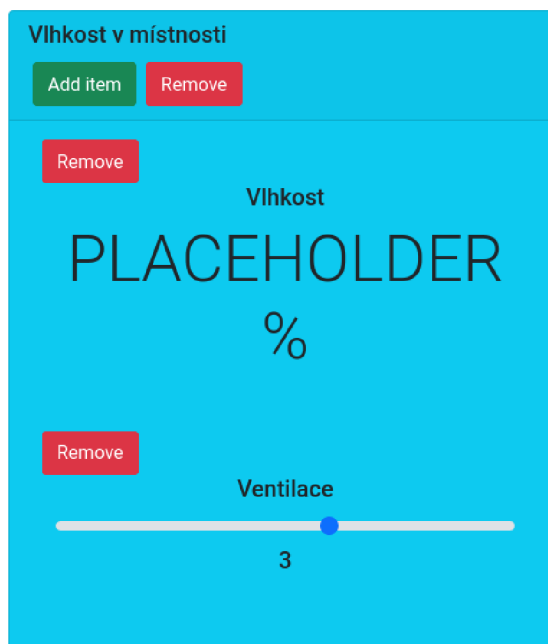 Vlhkost v místnosti
Add item Remove
Remove
Vlhkost
PLACEHOLDER
%
Remove
Ventilace
3